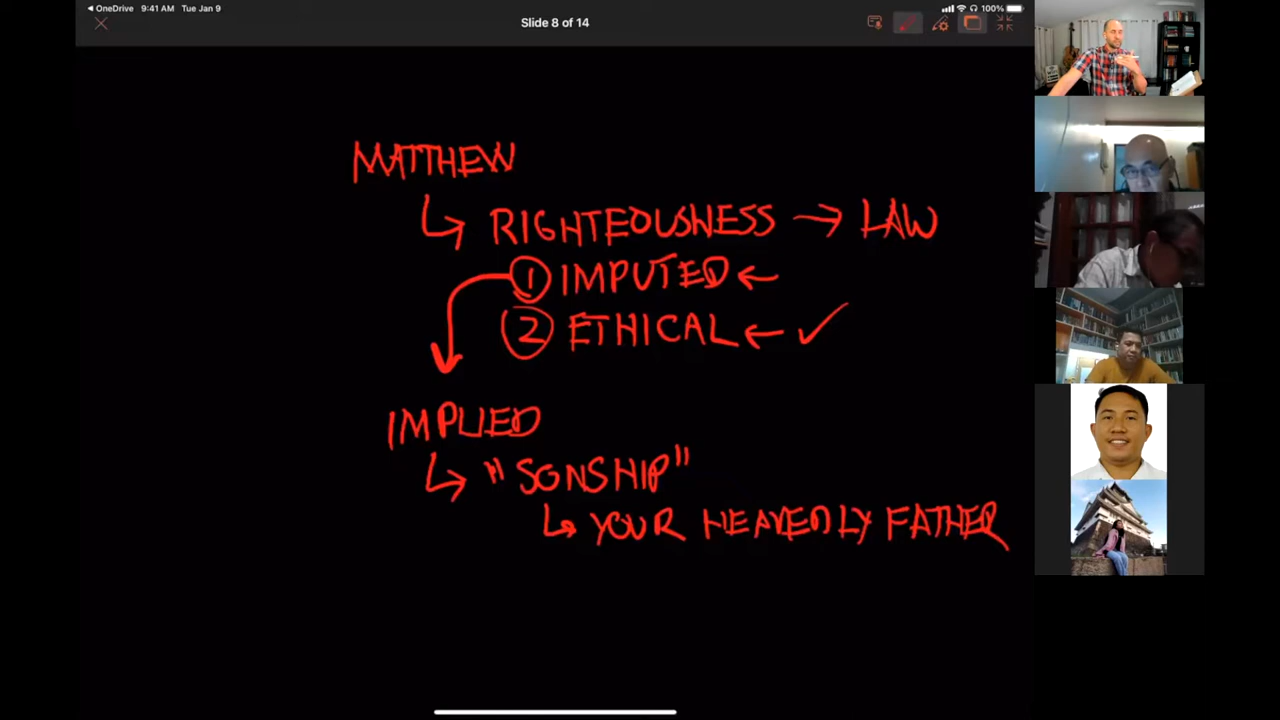 OneDrive 9:41 AM Tue Jan 9 100%
Slide 8 of 14
MATTHEW
↳ RIGHTEOUSNESS → LAW
① IMPUTED ←
② ETHICAL ← ✓
IMPLIED
↳ "SONSHIP"
↳ YOUR HEAVENLY FATHER